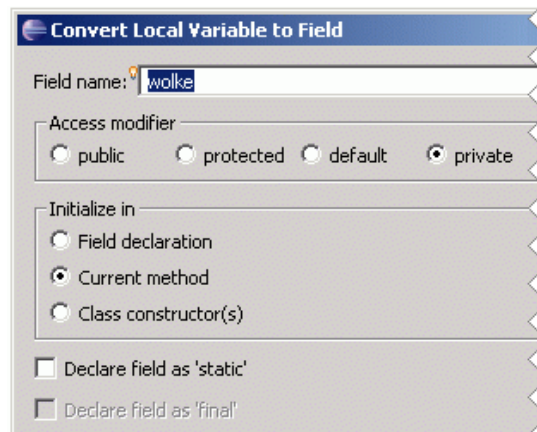 Convert Local Variable to Field
Field name: wolke
Access modifier
public protected default private
Initialize in
Field declaration
Current method
Class constructor(s)
Declare field as 'static'
Declare field as 'final'